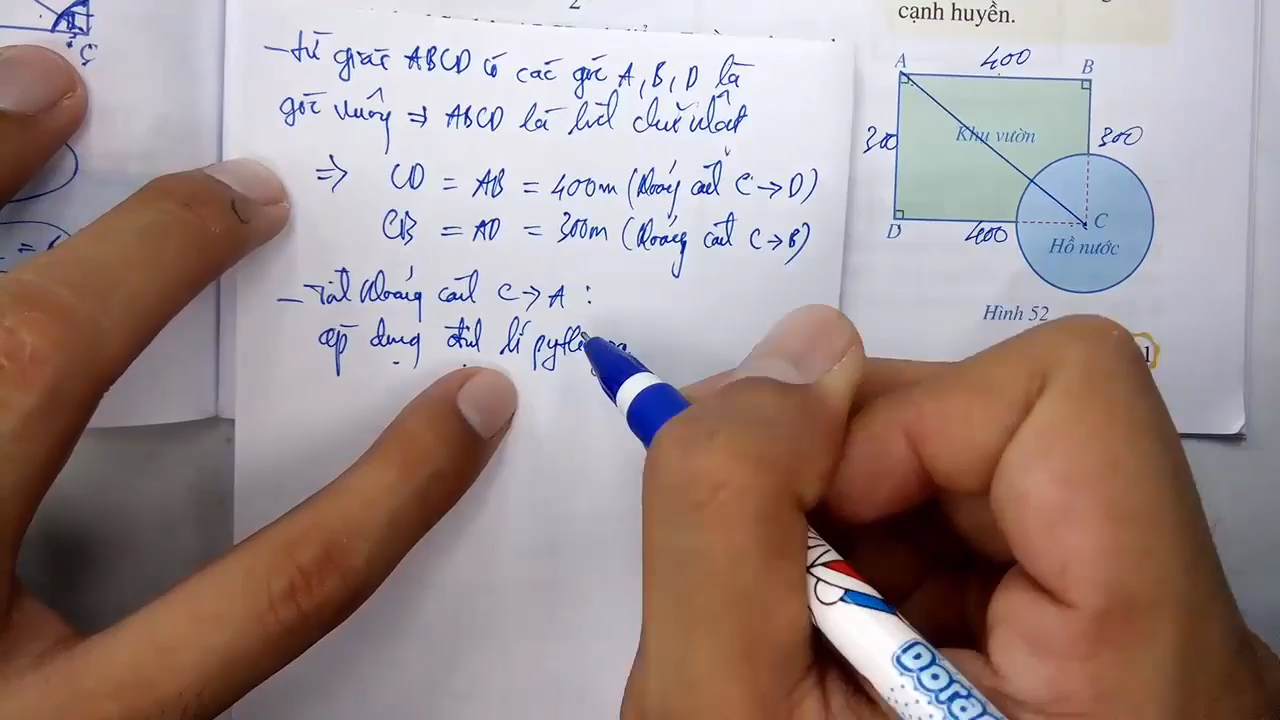 2
cạnh huyền.
C
- tứ giác ABCD có các góc A, B, D là
góc vuông ⇒ ABCD là hình chữ nhật
⇒ CD = AB = 400m (khoảng cách C → D)
CB = AD = 300m (khoảng cách C → B)
- Tính khoảng cách C → A :
áp dụng định lí
A 400 B
300 Khu vườn 300
D 400 C
Hồ nước
Hình 52
1